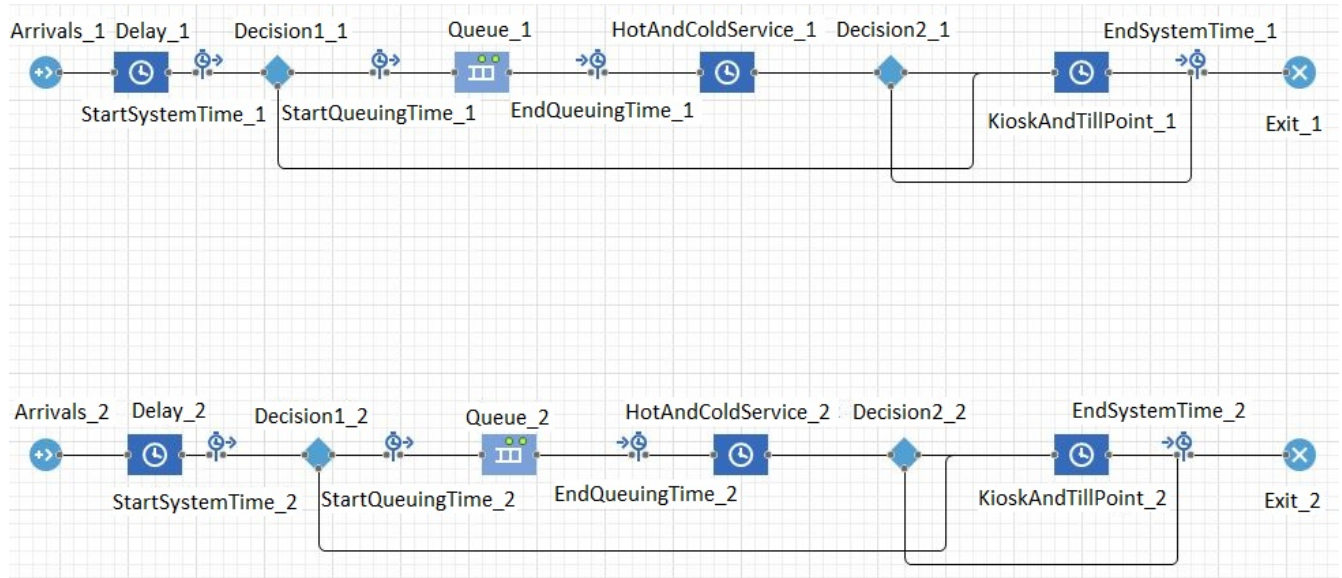 Arrivals_1 Delay_1 Decision1_1 Queue_1 HotAndColdService_1 Decision2_1 EndSystemTime_1
StartSystemTime_1 StartQueuingTime_1 EndQueuingTime_1 KioskAndTillPoint_1 Exit_1
Arrivals_2 Delay_2 Decision1_2 Queue_2 HotAndColdService_2 Decision2_2 EndSystemTime_2
StartSystemTime_2 StartQueuingTime_2 EndQueuingTime_2 KioskAndTillPoint_2 Exit_2